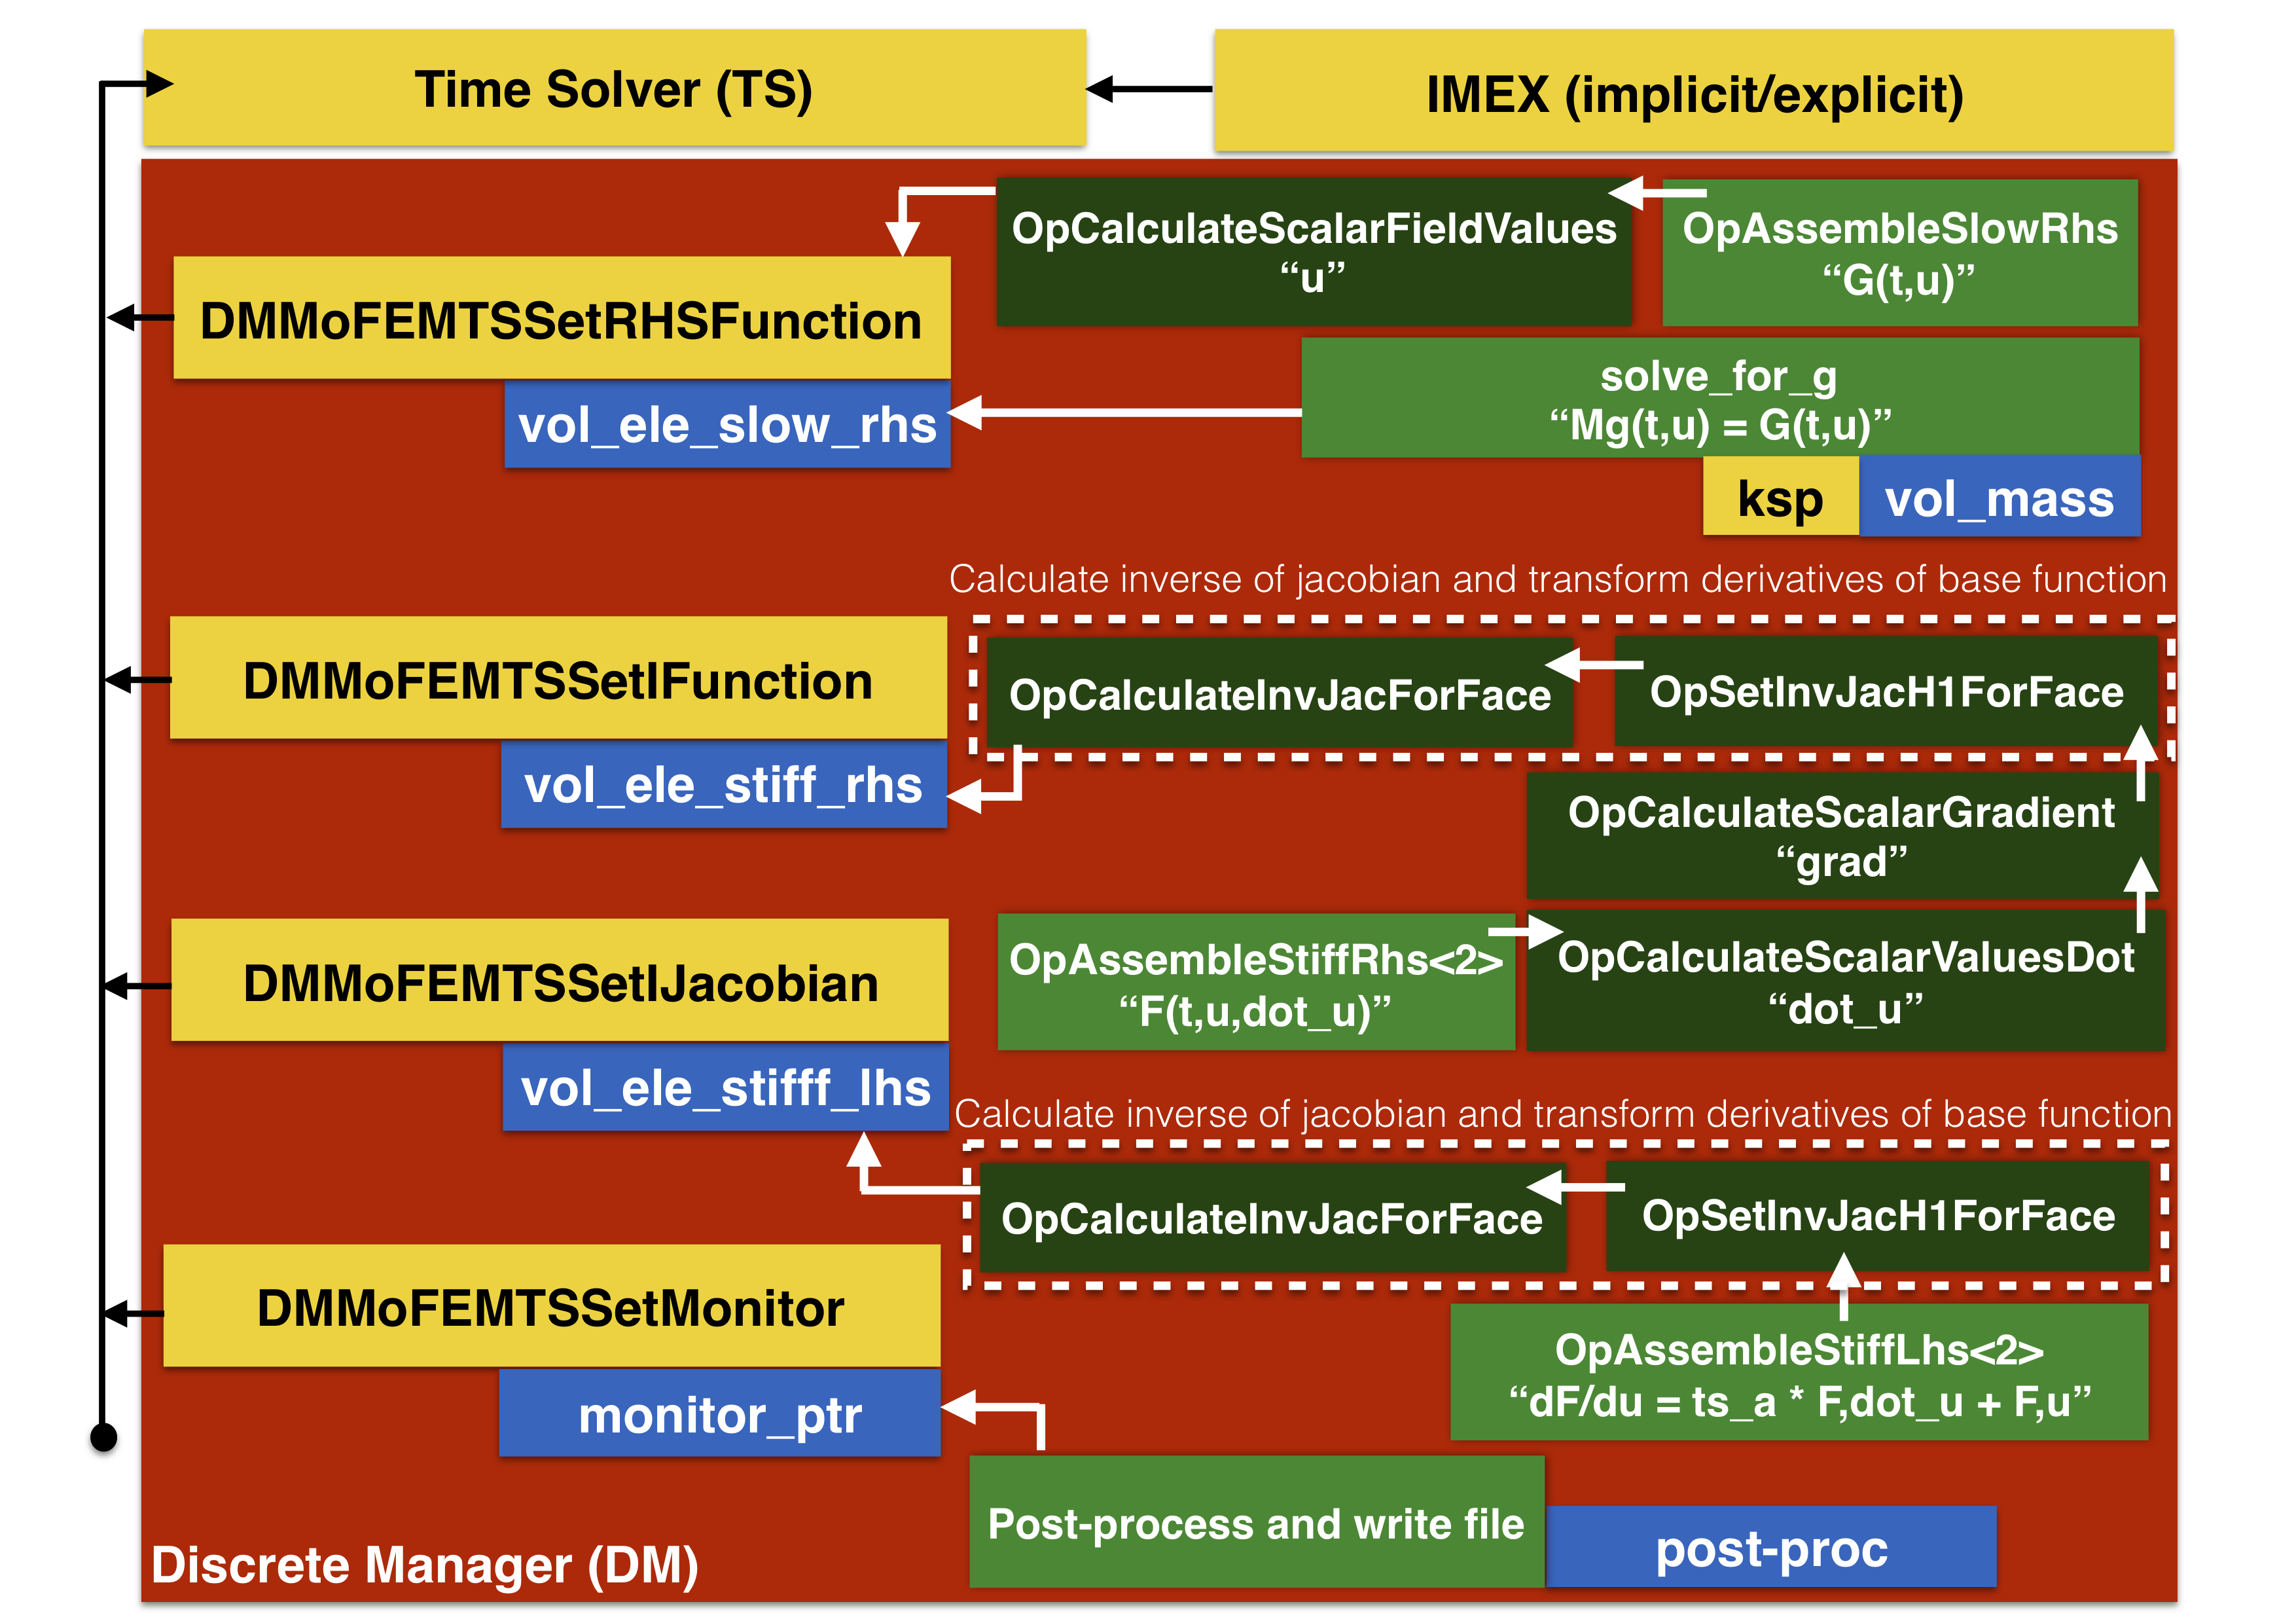 Time Solver (TS)
IMEX (implicit/explicit)
OpCalculateScalarFieldValues
“u”
OpAssembleSlowRhs
“G(t,u)”
DMMoFEMTSSetRHSFunction
vol_ele_slow_rhs
solve_for_g
“Mg(t,u) = G(t,u)”
ksp
vol_mass
Calculate inverse of jacobian and transform derivatives of base function
DMMoFEMTSSetIFunction
vol_ele_stiff_rhs
OpCalculateInvJacForFace
OpSetInvJacH1ForFace
OpCalculateScalarGradient
“grad”
DMMoFEMTSSetIJacobian
vol_ele_stifff_lhs
OpAssembleStiffRhs<2>
“F(t,u,dot_u)”
OpCalculateScalarValuesDot
“dot_u”
Calculate inverse of jacobian and transform derivatives of base function
OpCalculateInvJacForFace
OpSetInvJacH1ForFace
DMMoFEMTSSetMonitor
monitor_ptr
OpAssembleStiffLhs<2>
“dF/du = ts_a * F,dot_u + F,u”
Post-process and write file
post-proc
Discrete Manager (DM)